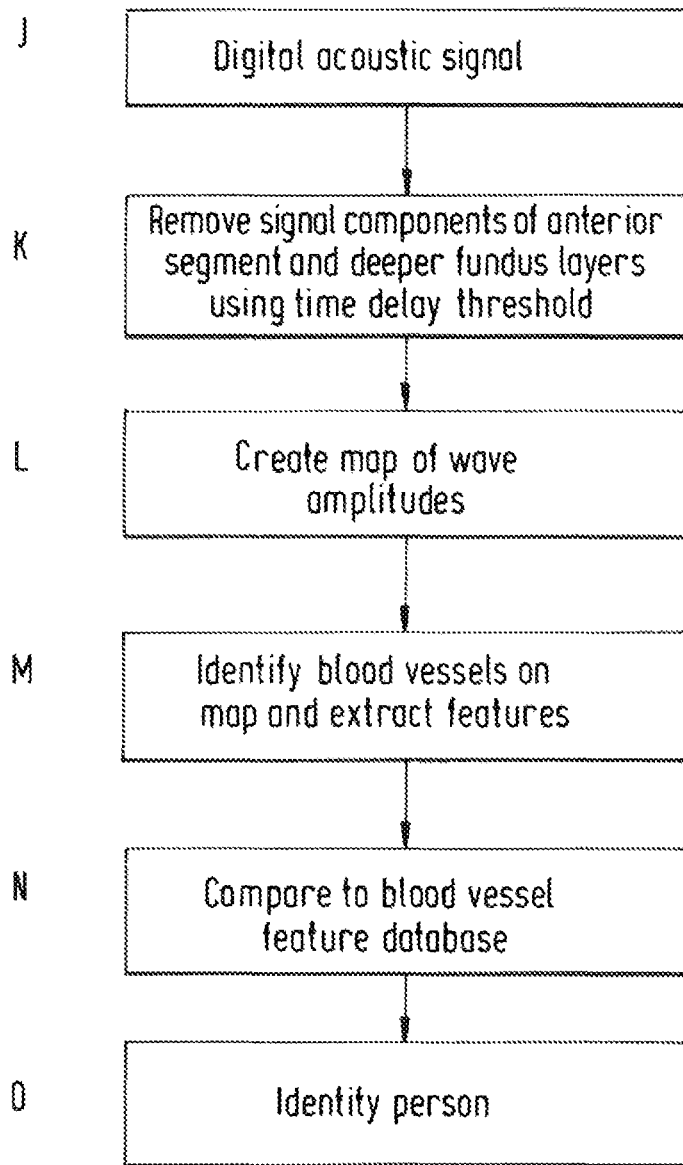 J
Digital acoustic signal
K
Remove signal components of anterior
segment and deeper fundus layers
using time delay threshold
L
Create map of wave
amplitudes
M
Identify blood vessels on
map and extract features
N
Compare to blood vessel
feature database
O
Identity person